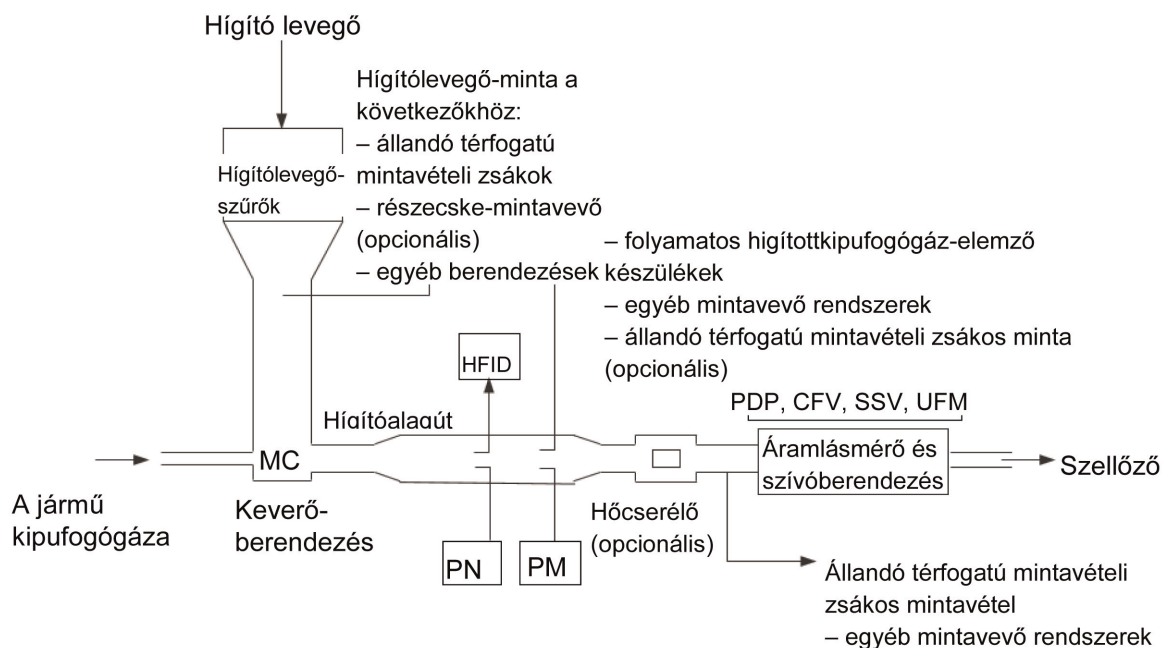 Hígító levegő
Hígítólevegő-minta a
következőkhöz:
– állandó térfogatú
mintavételi zsákok
– részecske-mintavevő
(opcionális)
– egyéb berendezések
Hígítólevegő-
szűrők
– folyamatos higítottkipufogógáz-elemző
készülékek
– egyéb mintavevő rendszerek
– állandó térfogatú mintavételi zsákos minta
(opcionális)
HFID
PDP, CFV, SSV, UFM
Hígítóalagút
MC
Áramlásmérő és
szívóberendezés
Szellőző
A jármű
kipufogógáza
Keverő-
berendezés
Hőcserélő
(opcionális)
PN
PM
Állandó térfogatú mintavételi
zsákos mintavétel
– egyéb mintavevő rendszerek